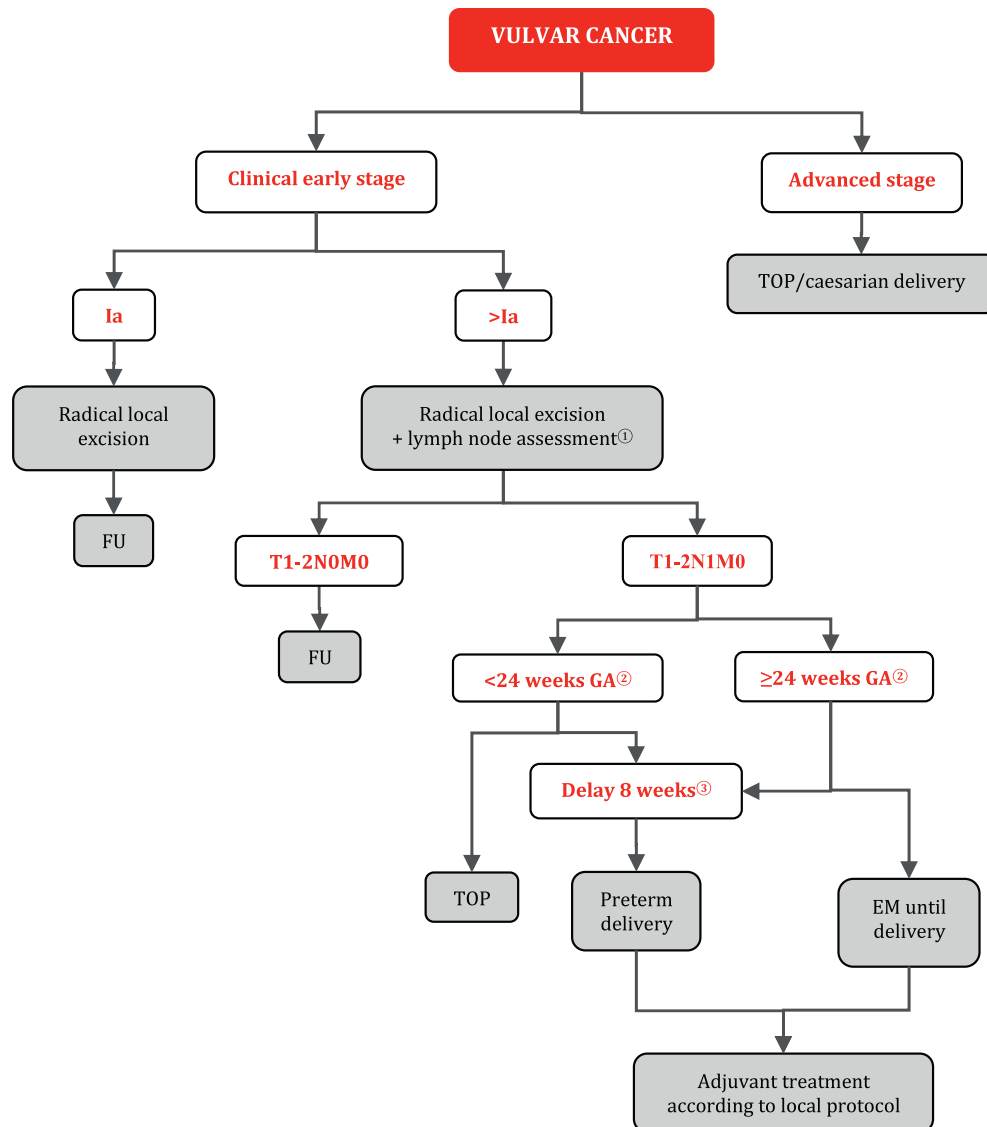 VULVAR CANCER
Clinical early stage
Advanced stage
TOP/caesarian delivery
Ia
>Ia
Radical local
excision
Radical local excision
+ lymph node assessment①
FU
T1-2N0M0
T1-2N1M0
FU
<24 weeks GA②
≥24 weeks GA②
Delay 8 weeks③
TOP
Preterm
delivery
EM until
delivery
Adjuvant treatment
according to local protocol